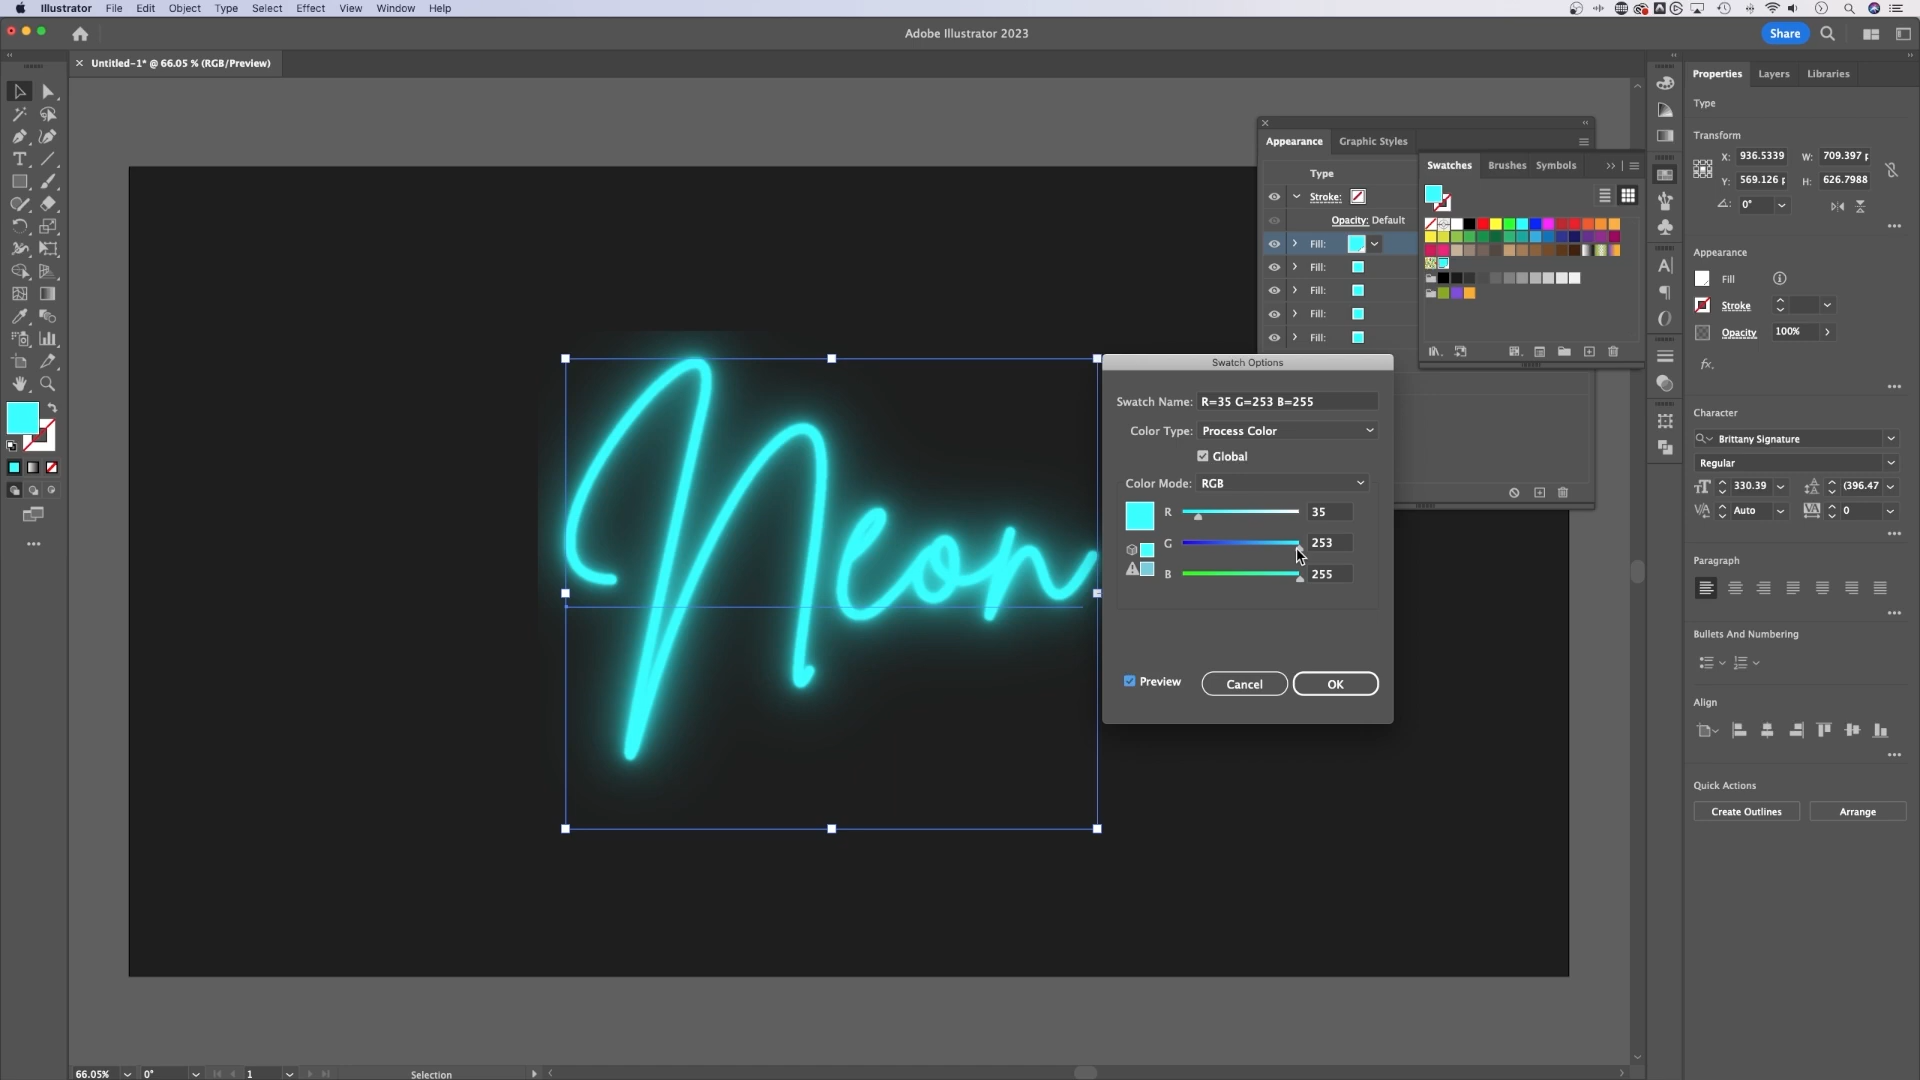 Illustrator File Edit Object Type Select Effect View Window Help
Adobe Illustrator 2023
Share
Untitled-1* @ 66.05 % (RGB/Preview)
Properties Layers Libraries
Type
Transform
X: 936.5339 W: 709.397 p
Y: 569.126 p H: 626.7988
0°
Appearance
Fill
Stroke
Opacity 100%
fx.
Character
Brittany Signature
Regular
330.39 (396.47
Auto 0
Paragraph
Bullets And Numbering
Align
Quick Actions
Create Outlines Arrange
Appearance Graphic Styles
Type
Stroke:
Opacity: Default
Fill:
Fill:
Fill:
Fill:
Fill:
Swatches Brushes Symbols
Neon
Swatch Options
Swatch Name: R=35 G=253 B=255
Color Type: Process Color
Global
Color Mode: RGB
R 35
G 253
B 255
Preview Cancel OK
66.05% 0° 1 Selection